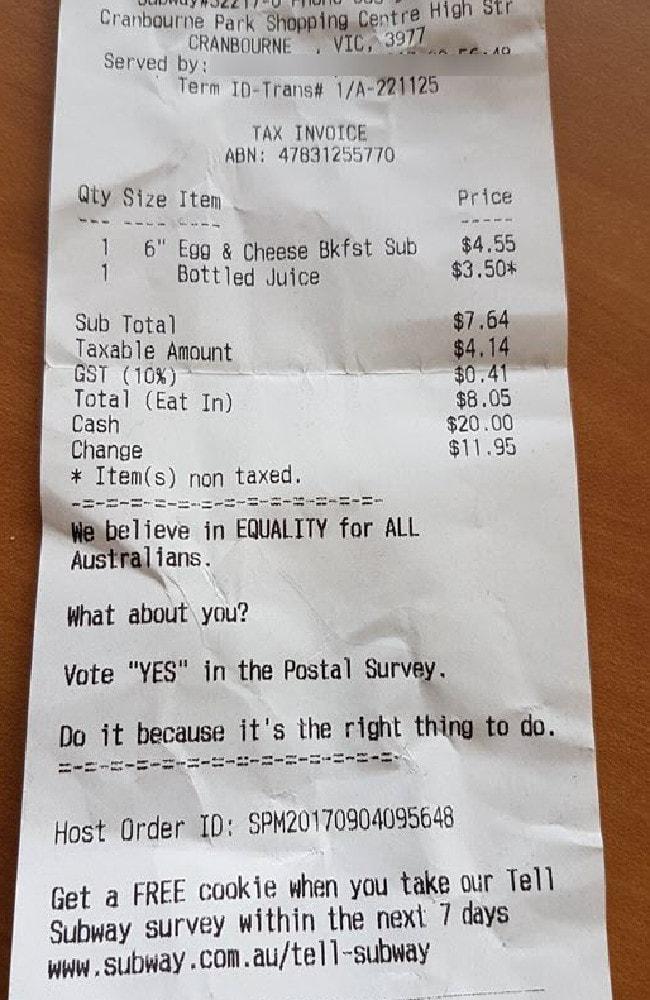 Cranbourne Park Shopping Centre High Str
CRANBOURNE , VIC, 3977
Served by:
Term ID-Trans# 1/A-221125
TAX INVOICE
ABN: 47831255770
Qty Size Item Price
--- ---- ---- -----
1 6" Egg & Cheese Bkfst Sub $4.55
1 Bottled Juice $3.50*
Sub Total $7.64
Taxable Amount $4.14
GST (10%) $0.41
Total (Eat In) $8.05
Cash $20.00
Change $11.95
* Item(s) non taxed.
-=-=-=-=-=-=-=-=-=-=-=-=-
We believe in EQUALITY for ALL
Australians.
What about you?
Vote "YES" in the Postal Survey.
Do it because it's the right thing to do.
=-=-=-=-=-=-=-=-=-=-=-=-=-
Host Order ID: SPM20170904095648
Get a FREE cookie when you take our Tell
Subway survey within the next 7 days
www.subway.com.au/tell-subway